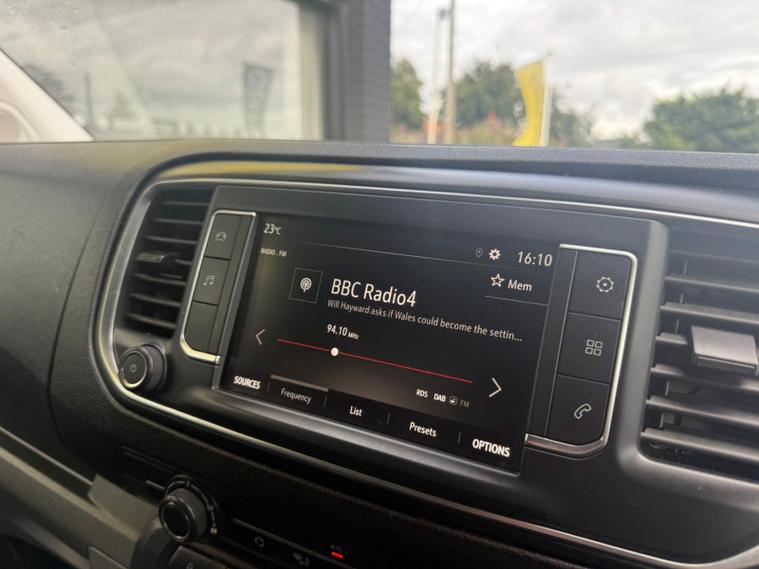 23°C
RADIO . FM
16:10
Mem
BBC Radio4
Will Hayward asks if Wales could become the settin...
94.10 MHz
RDS DAB FM
SOURCES
Frequency
List
Presets
OPTIONS
A/C